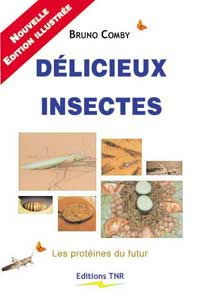 NOUVELLE
EDITION ILLUSTRÉE
BRUNO COMBY
DÉLICIEUX
INSECTES
Les protéines du futur
Editions TNR